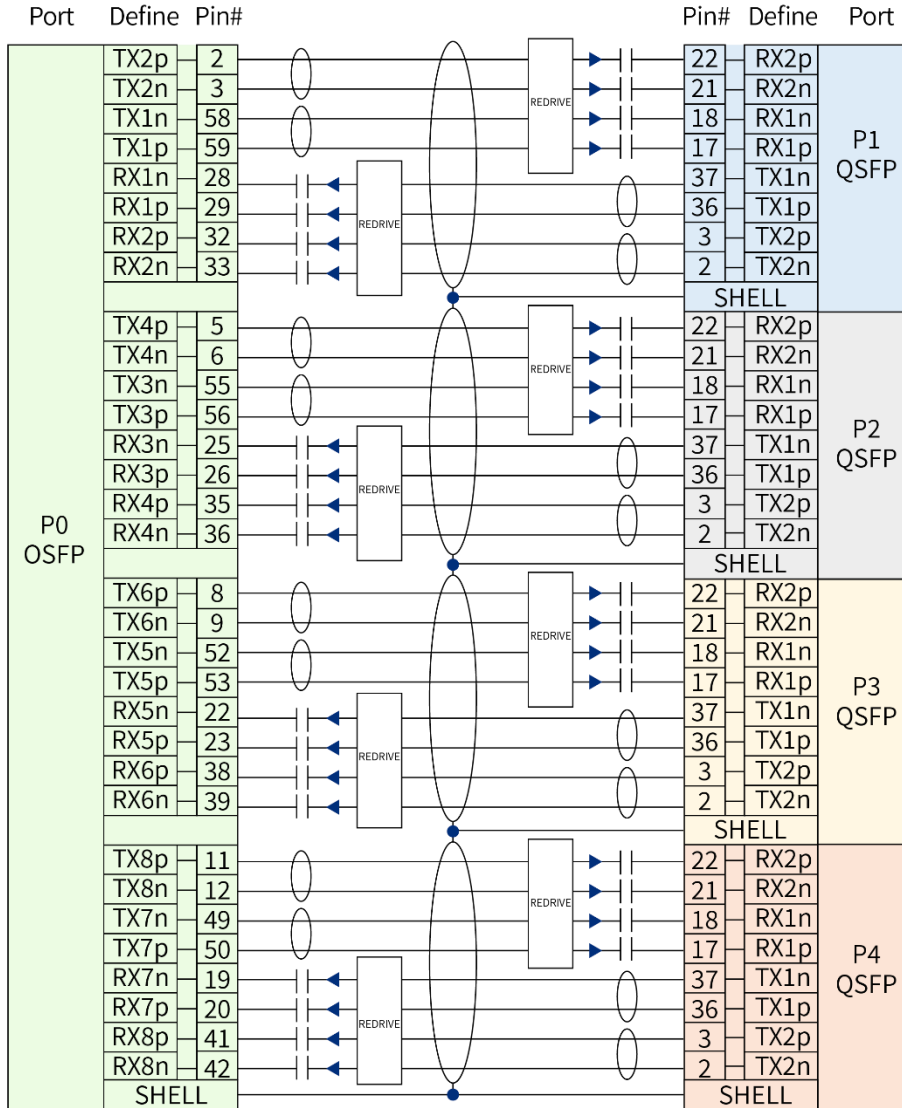 Port Define Pin# Pin# Define Port
TX2p 2 22 RX2p
TX2n 3 REDRIVE 21 RX2n
TX1n 58 18 RX1n
TX1p 59 17 RX1p
P1
QSFP
RX1n 28 37 TX1n
RX1p 29 36 TX1p
RX2p 32 REDRIVE 3 TX2p
RX2n 33 2 TX2n
SHELL
TX4p 5 22 RX2p
TX4n 6 REDRIVE 21 RX2n
TX3n 55 18 RX1n
TX3p 56 17 RX1p
P2
QSFP
RX3n 25 37 TX1n
RX3p 26 REDRIVE 36 TX1p
RX4p 35 3 TX2p
RX4n 36 2 TX2n
P0
OSFP
SHELL
TX6p 8 22 RX2p
TX6n 9 REDRIVE 21 RX2n
TX5n 52 18 RX1n
TX5p 53 17 RX1p
P3
QSFP
RX5n 22 37 TX1n
RX5p 23 REDRIVE 36 TX1p
RX6p 38 3 TX2p
RX6n 39 2 TX2n
SHELL
TX8p 11 22 RX2p
TX8n 12 REDRIVE 21 RX2n
TX7n 49 18 RX1n
TX7p 50 17 RX1p
P4
QSFP
RX7n 19 37 TX1n
RX7p 20 REDRIVE 36 TX1p
RX8p 41 3 TX2p
RX8n 42 2 TX2n
SHELL SHELL